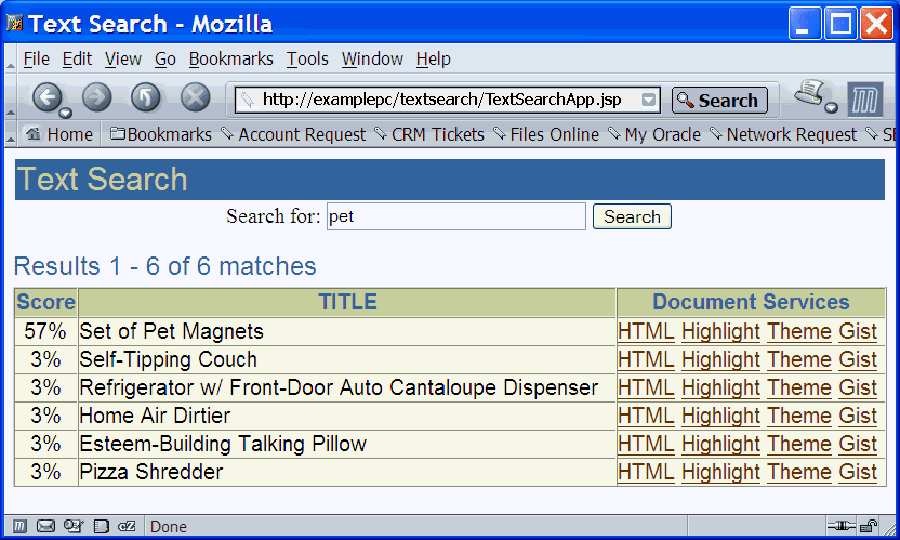 Text Search - Mozilla
File Edit View Go Bookmarks Tools Window Help
http://examplepc/textsearch/TextSearchApp.jsp Search
Home Bookmarks Account Request CRM Tickets Files Online My Oracle Network Request
Text Search
Search for: pet Search
Results 1 - 6 of 6 matches
Score TITLE Document Services
57% Set of Pet Magnets HTML Highlight Theme Gist
3% Self-Tipping Couch HTML Highlight Theme Gist
3% Refrigerator w/ Front-Door Auto Cantaloupe Dispenser HTML Highlight Theme Gist
3% Home Air Dirtier HTML Highlight Theme Gist
3% Esteem-Building Talking Pillow HTML Highlight Theme Gist
3% Pizza Shredder HTML Highlight Theme Gist
Done